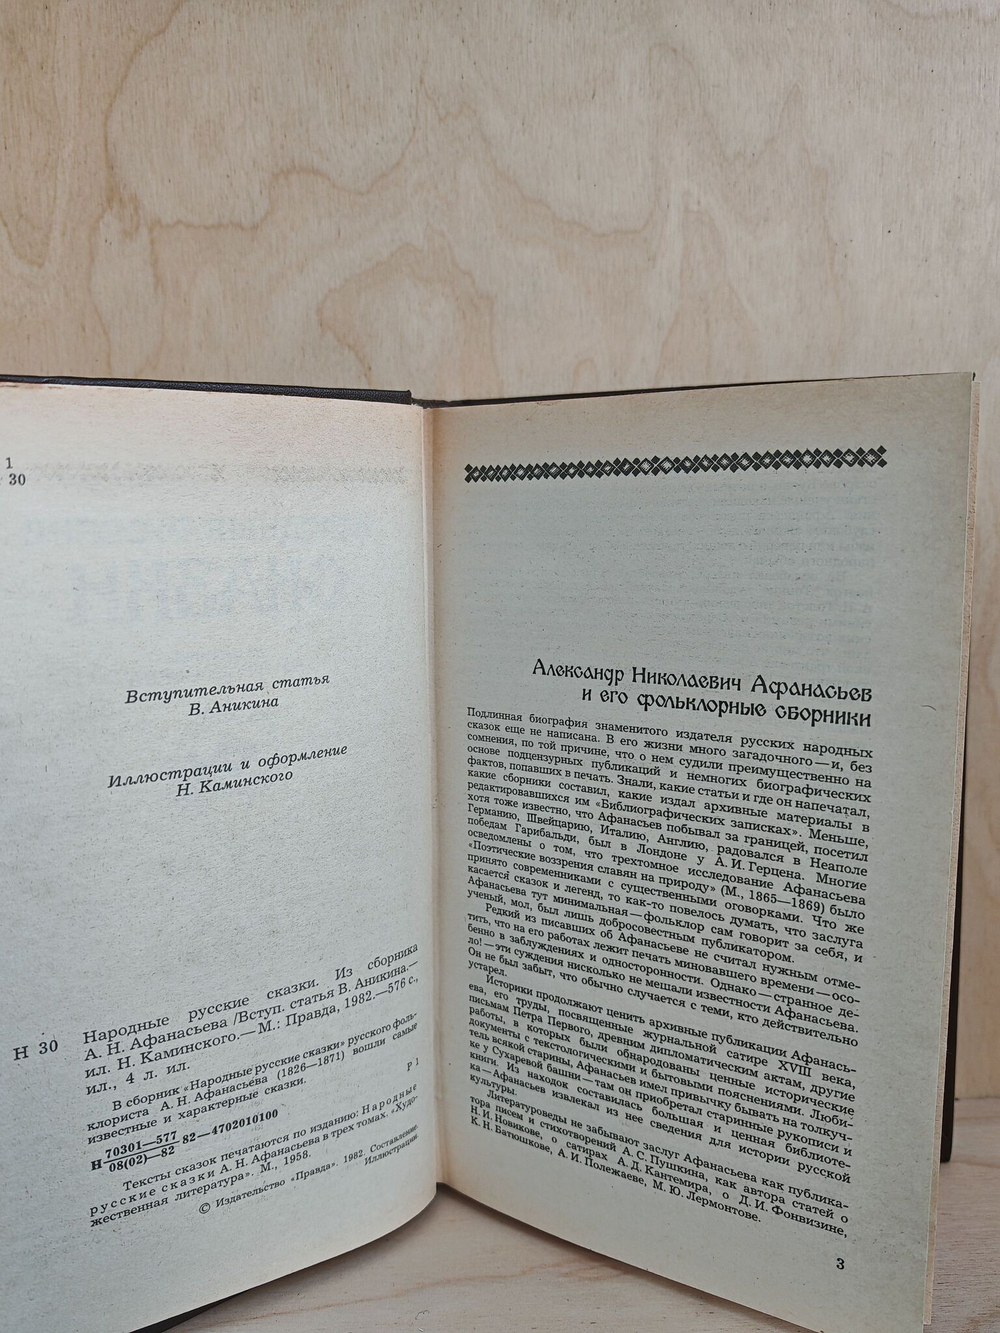 1
30
Вступительная статья
В. Аникина
Иллюстрации и оформление
Н. Каминского
Народные русские сказки. Из сборника
Н 30 А. Н. Афанасьева /Вступ. статья В. Аникина.—
ил. Н. Каминского.— М.: Правда, 1982.—576 с.,
ил., 4 л. ил.
В сборник «Народные русские сказки» русского фоль-
клориста А. Н. Афанасьева (1826—1871) вошли самые
известные и характерные сказки.
Р 1
70301—577
Н 82—4702010100
08(02)—82
Тексты сказок печатаются по изданию: Народные
русские сказки А. Н. Афанасьева в трех томах. «Худо-
жественная литература». М., 1958.
© Издательство «Правда». 1982. Составление.
Иллюстрации.
Александр Николаевич Афанасьев
и его фольклорные сборники
Подлинная биография знаменитого издателя русских народных
сказок еще не написана. В его жизни много загадочного — и, без
сомнения, по той причине, что о нем судили преимущественно на
основе подцензурных публикаций и немногих биографических
фактов, попавших в печать. Знали, какие статьи и где он напечатал,
какие сборники составил, какие издал архивные материалы в
редактировавшихся им «Библиографических записках». Меньше,
хотя тоже известно, что Афанасьев побывал за границей, посетил
Германию, Швейцарию, Италию, Англию, радовался в Неаполе
победам Гарибальди, был в Лондоне у А. И. Герцена. Многие
осведомлены о том, что трехтомное исследование Афанасьева
«Поэтические воззрения славян на природу» (М., 1865—1869) было
принято современниками с существенными оговорками. Что же
касается сказок и легенд, то как-то повелось думать, что заслуга
Афанасьева тут минимальная — фольклор сам говорит за себя, и
ученый, мол, был лишь добросовестным публикатором.
Редкий из писавших об Афанасьеве не считал нужным отме-
тить, что на его работах лежит печать миновавшего времени — осо-
бенно в заблуждениях и односторонности. Однако — странное де-
ло! — эти суждения нисколько не мешали известности Афанасьева.
Он не был забыт, что обычно случается с теми, кто действительно
устарел.
Историки продолжают ценить архивные публикации Афанась-
ева, его труды, посвященные журнальной сатире XVIII века,
письмам Петра Первого, древним дипломатическим актам, другие
работы, в которых были обнародованы ценные исторические
документы с текстологическими и бытовыми пояснениями. Люби-
тель всякой старины, Афанасьев имел привычку бывать на толкуч-
ке у Сухаревой башни — там он приобретал старинные рукописи и
книги. Из находок составилась большая и ценная библиоте-
ка — Афанасьев извлекал из нее сведения для истории русской
культуры.
Литературоведы не забывают заслуг Афанасьева как публика-
тора писем и стихотворений А. С. Пушкина, как автора статей о
Н. И. Новикове, о сатирах А. Д. Кантемира, о Д. И. Фонвизине,
К. Н. Батюшкове, А. И. Полежаеве, М. Ю. Лермонтове.
3